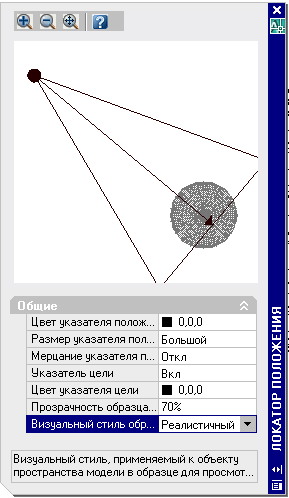 ЛОКАТОР ПОЛОЖЕНИЯ
?
Общие
Цвет указателя полож... 0,0,0
Размер указателя пол... Большой
Мерцание указателя п... Откл
Указатель цели Вкл
Цвет указателя цели 0,0,0
Прозрачность образца... 70%
Визуальный стиль обр... Реалистичный
Визуальный стиль, применяемый к объекту
пространства модели в образце для просмот...